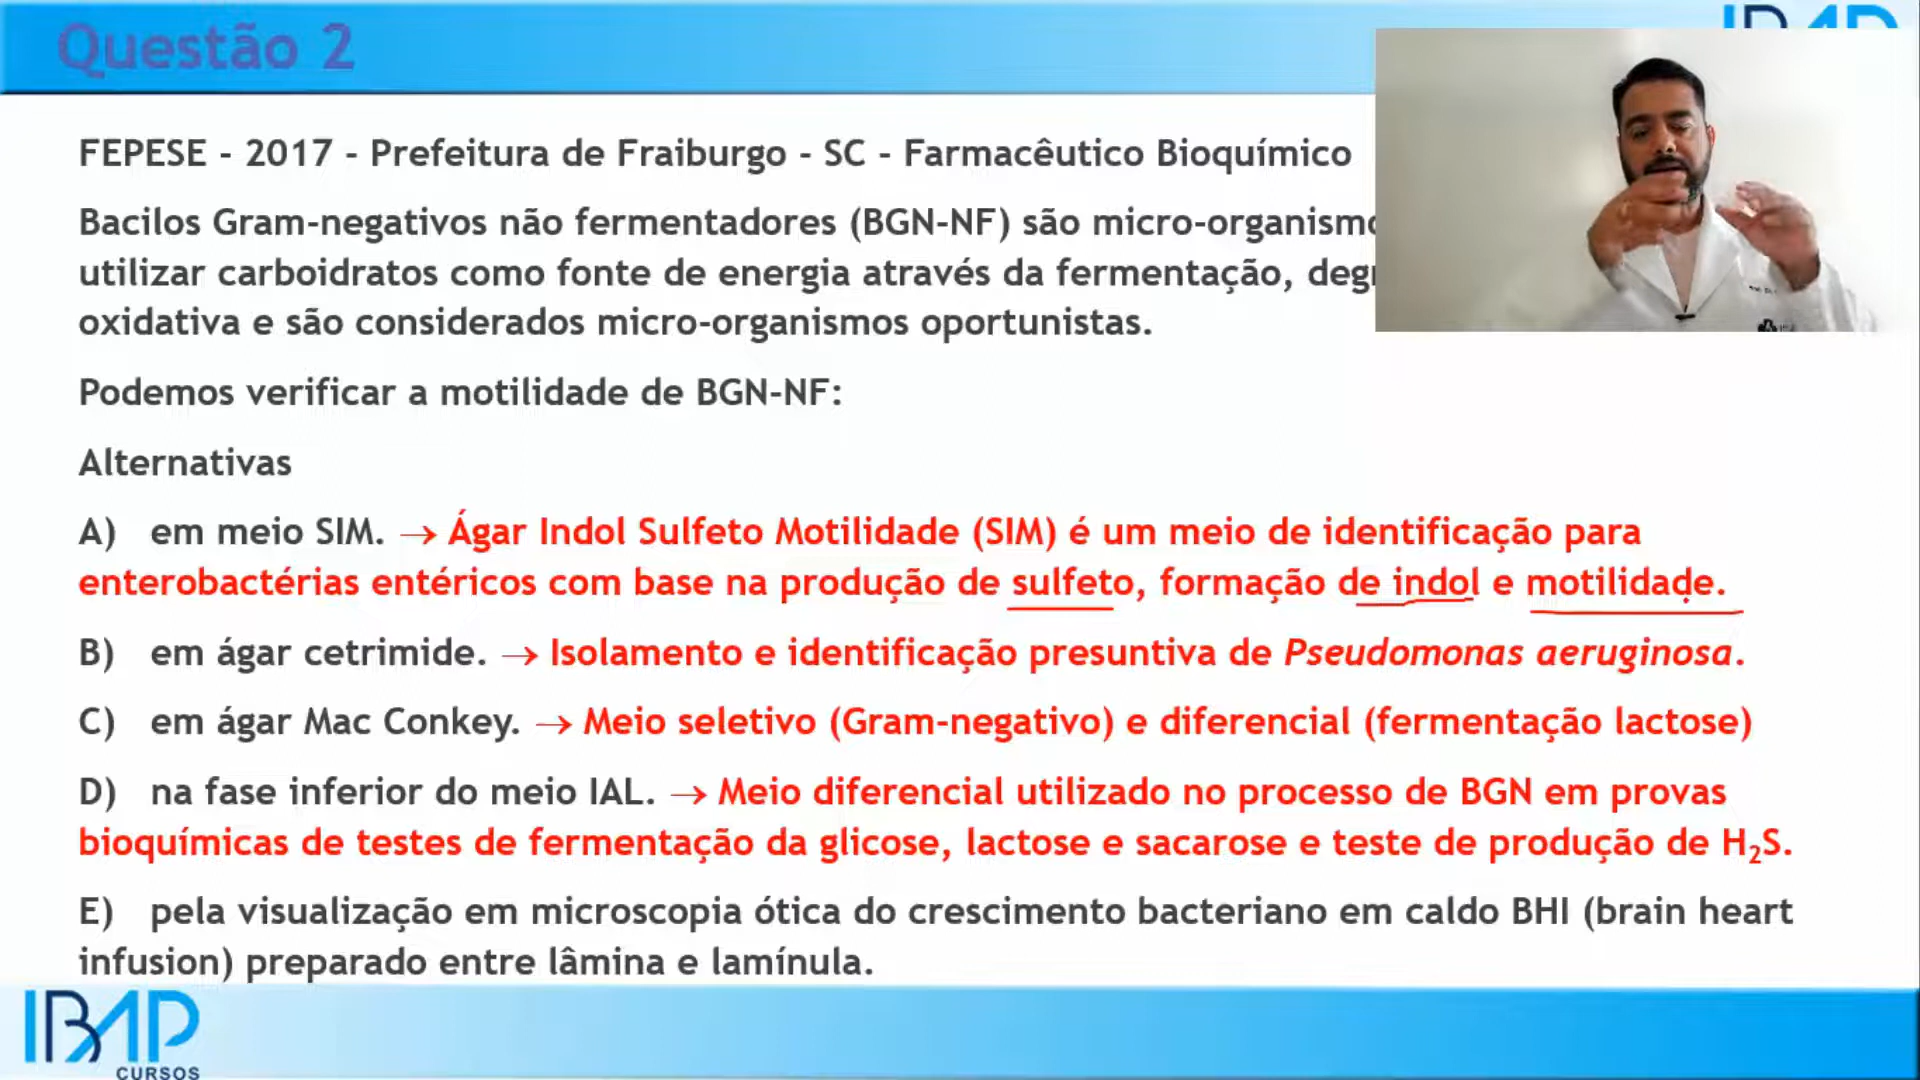 Questão 2
FEPESE - 2017 - Prefeitura de Fraiburgo - SC - Farmacêutico Bioquímico
Bacilos Gram-negativos não fermentadores (BGN-NF) são
utilizar carboidratos como fonte de energia através da fermentação,
oxidativa e são considerados micro-organismos oportunistas.
Podemos verificar a motilidade de BGN-NF:
Alternativas
A) em meio SIM. → Ágar Indol Sulfeto Motilidade (SIM) é um meio de identificação para
enterobactérias entéricos com base na produção de sulfeto, formação de indol e motilidade.
B) em ágar cetrimide. → Isolamento e identificação presuntiva de Pseudomonas aeruginosa.
C) em ágar Mac Conkey. → Meio seletivo (Gram-negativo) e diferencial (fermentação lactose)
D) na fase inferior do meio IAL. → Meio diferencial utilizado no processo de BGN em provas
bioquímicas de testes de fermentação da glicose, lactose e sacarose e teste de produção de H₂S.
E) pela visualização em microscopia ótica do crescimento bacteriano em caldo BHI (brain heart
infusion) preparado entre lâmina e lamínula.
IBAP
CURSOS